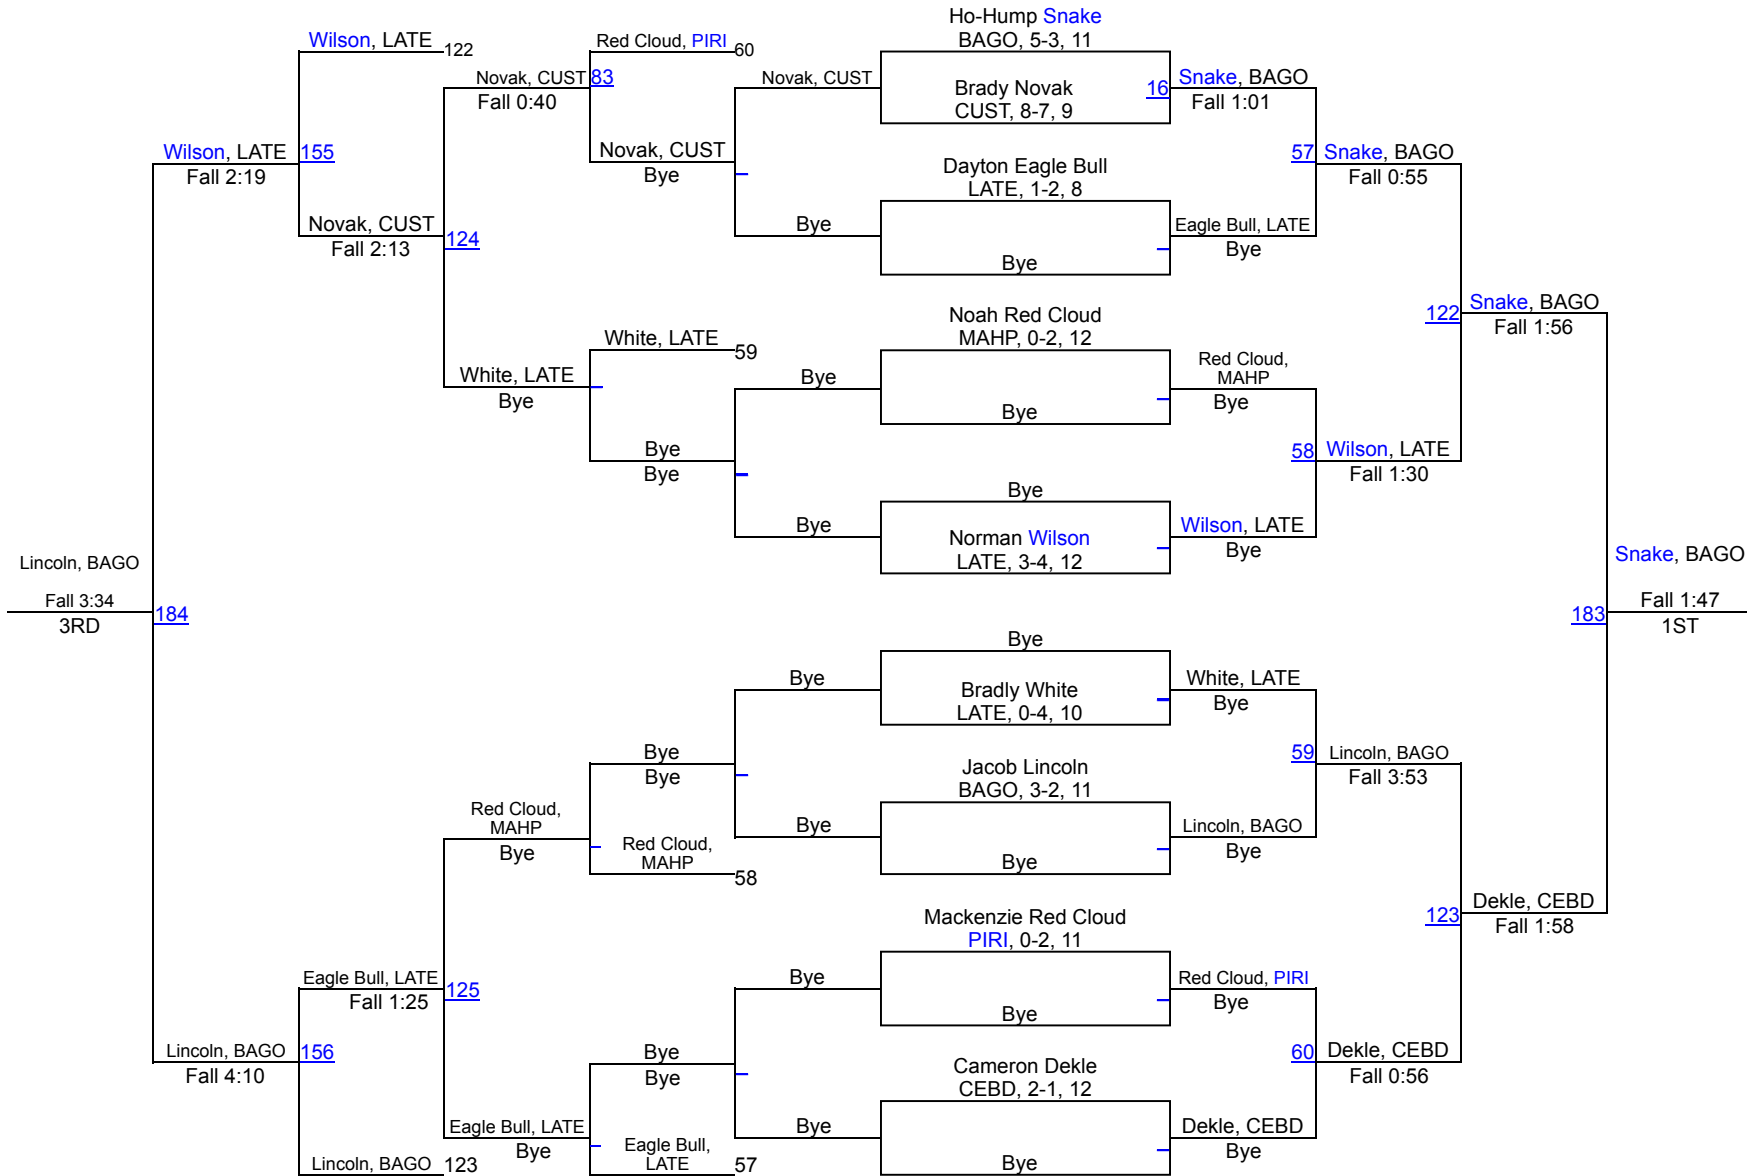 Ho-Hump Snake
BAGO, 5-3, 11
Wilson, LATE 122
Red Cloud, PIRI 60
Novak, CUST 83
Fall 0:40
Novak, CUST
Brady Novak
CUST, 8-7, 9
16 Snake, BAGO
Fall 1:01
Wilson, LATE 155
Fall 2:19
Novak, CUST
Bye
Dayton Eagle Bull
LATE, 1-2, 8
57 Snake, BAGO
Fall 0:55
Novak, CUST 124
Fall 2:13
Bye
Bye
Eagle Bull, LATE
Bye
Noah Red Cloud
MAHP, 0-2, 12
122 Snake, BAGO
Fall 1:56
White, LATE 59
White, LATE
Bye
Bye
Bye
Red Cloud,
MAHP
Bye
Bye
Bye
58 Wilson, LATE
Fall 1:30
Bye
Bye
Norman Wilson
LATE, 3-4, 12
Wilson, LATE
Bye
Lincoln, BAGO
Fall 3:34
3RD
184
Snake, BAGO
183
Fall 1:47
1ST
Bye
Bye
Bradly White
LATE, 0-4, 10
White, LATE
Bye
Bye
Bye
Jacob Lincoln
BAGO, 3-2, 11
59 Lincoln, BAGO
Fall 3:53
Red Cloud,
MAHP
Bye
Red Cloud,
MAHP
58
Bye
Bye
Lincoln, BAGO
Bye
Mackenzie Red Cloud
PIRI, 0-2, 11
123 Dekle, CEBD
Fall 1:58
Eagle Bull, LATE 125
Fall 1:25
Bye
Bye
Red Cloud, PIRI
Bye
Lincoln, BAGO 156
Fall 4:10
Bye
Bye
Cameron Dekle
CEBD, 2-1, 12
60 Dekle, CEBD
Fall 0:56
Eagle Bull, LATE
Bye
Eagle Bull,
LATE 57
Bye
Bye
Dekle, CEBD
Bye
Lincoln, BAGO 123